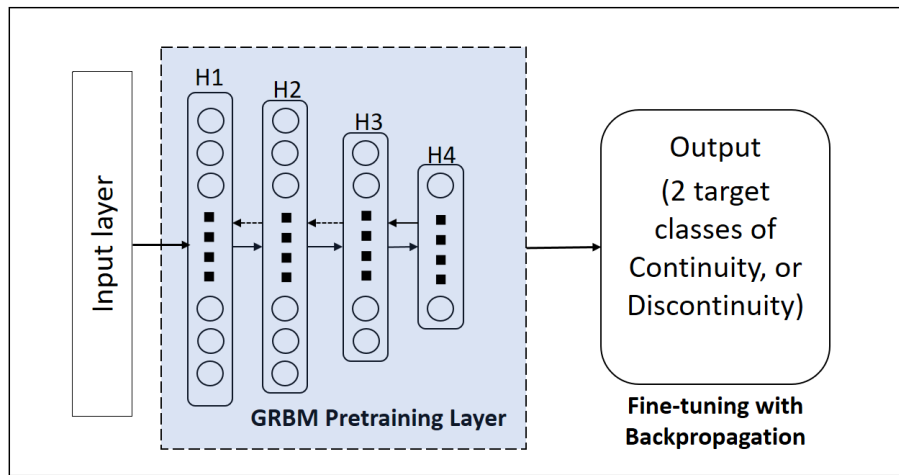 Input layer
H1
H2
H3
H4
GRBM Pretraining Layer
Output
(2 target
classes of
Continuity, or
Discontinuity)
Fine-tuning with
Backpropagation